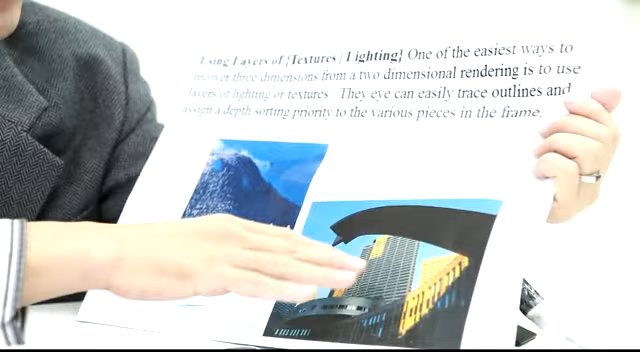 Using Layers of {Textures | Lighting} One of the easiest ways to
recover three dimensions from a two dimensional rendering is to use
layers of lighting or textures. They eye can easily trace outlines and
assign a depth sorting priority to the various pieces in the frame.